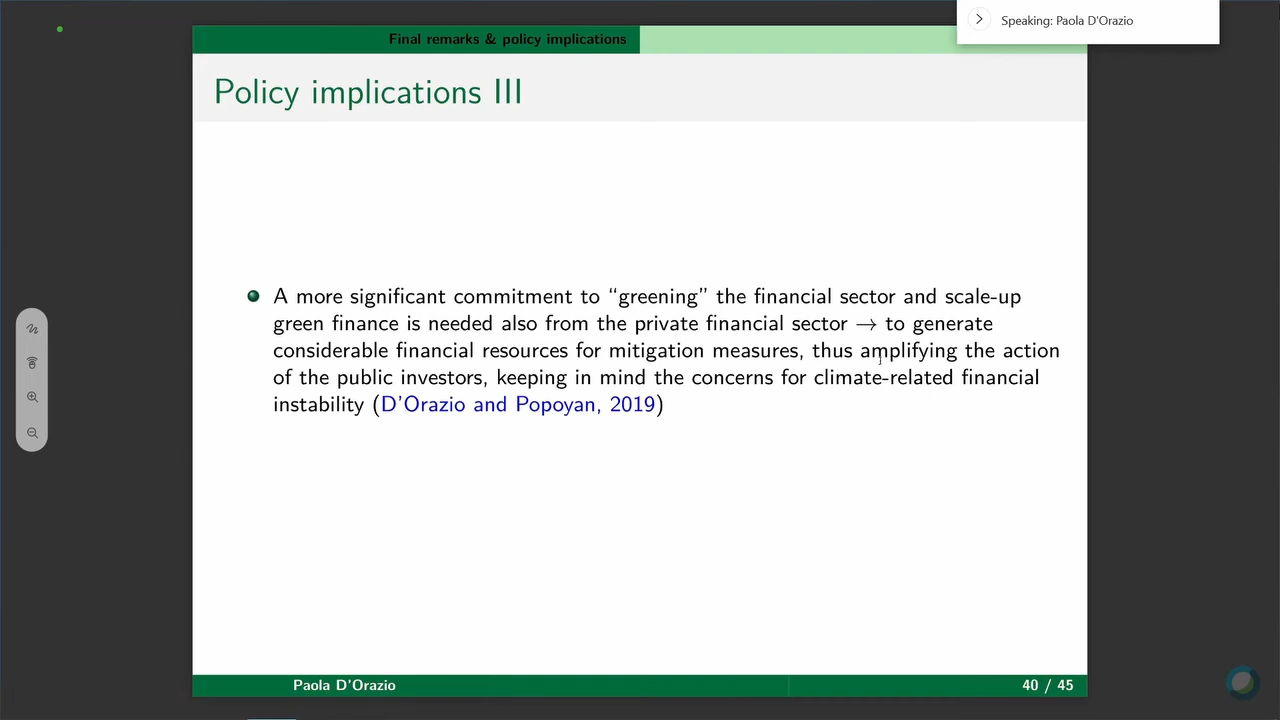 Speaking: Paola D'Orazio
Final remarks & policy implications
Policy implications III
A more significant commitment to “greening” the financial sector and scale-up
green finance is needed also from the private financial sector → to generate
considerable financial resources for mitigation measures, thus amplifying the action
of the public investors, keeping in mind the concerns for climate-related financial
instability (D’Orazio and Popoyan, 2019)
Paola D’Orazio
40 / 45